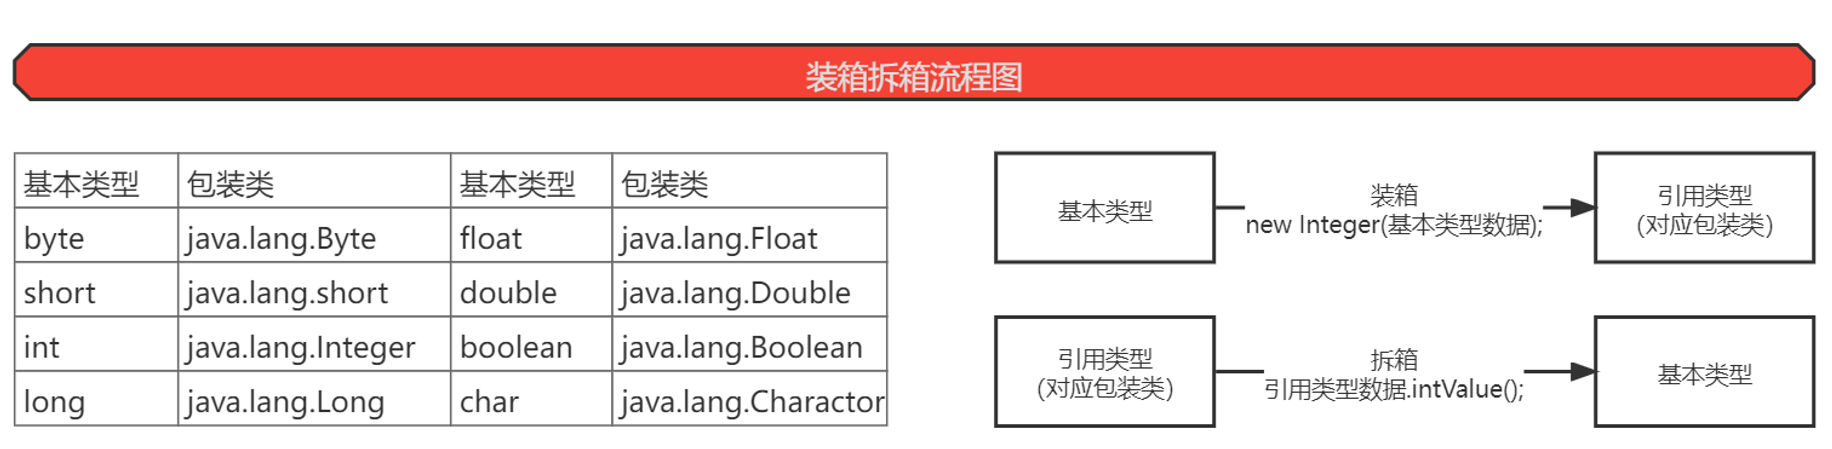 装箱拆箱流程图
基本类型 包装类 基本类型 包装类
byte java.lang.Byte float java.lang.Float
short java.lang.short double java.lang.Double
int java.lang.Integer boolean java.lang.Boolean
long java.lang.Long char java.lang.Charactor
基本类型
装箱
new Integer(基本类型数据);
引用类型
(对应包装类)
引用类型
(对应包装类)
拆箱
引用类型数据.intValue();
基本类型